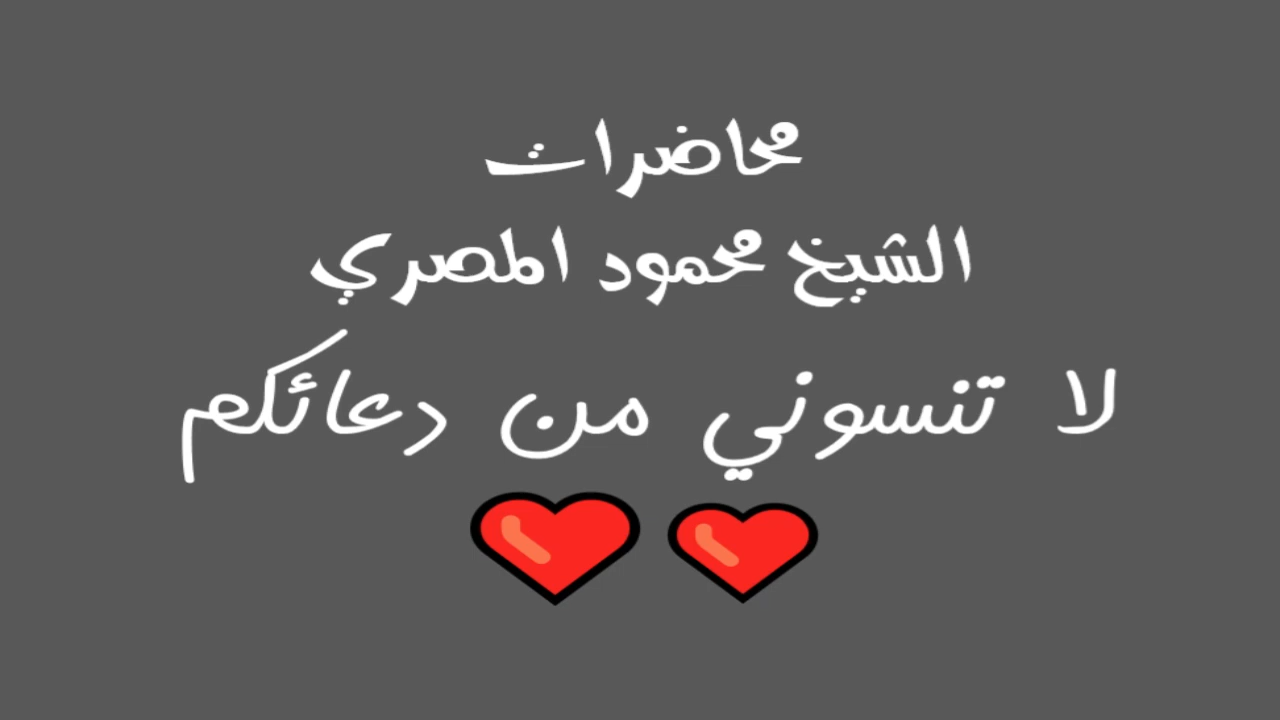 محاضرات
الشيخ محمود المصري
لا تنسوني من دعائكم